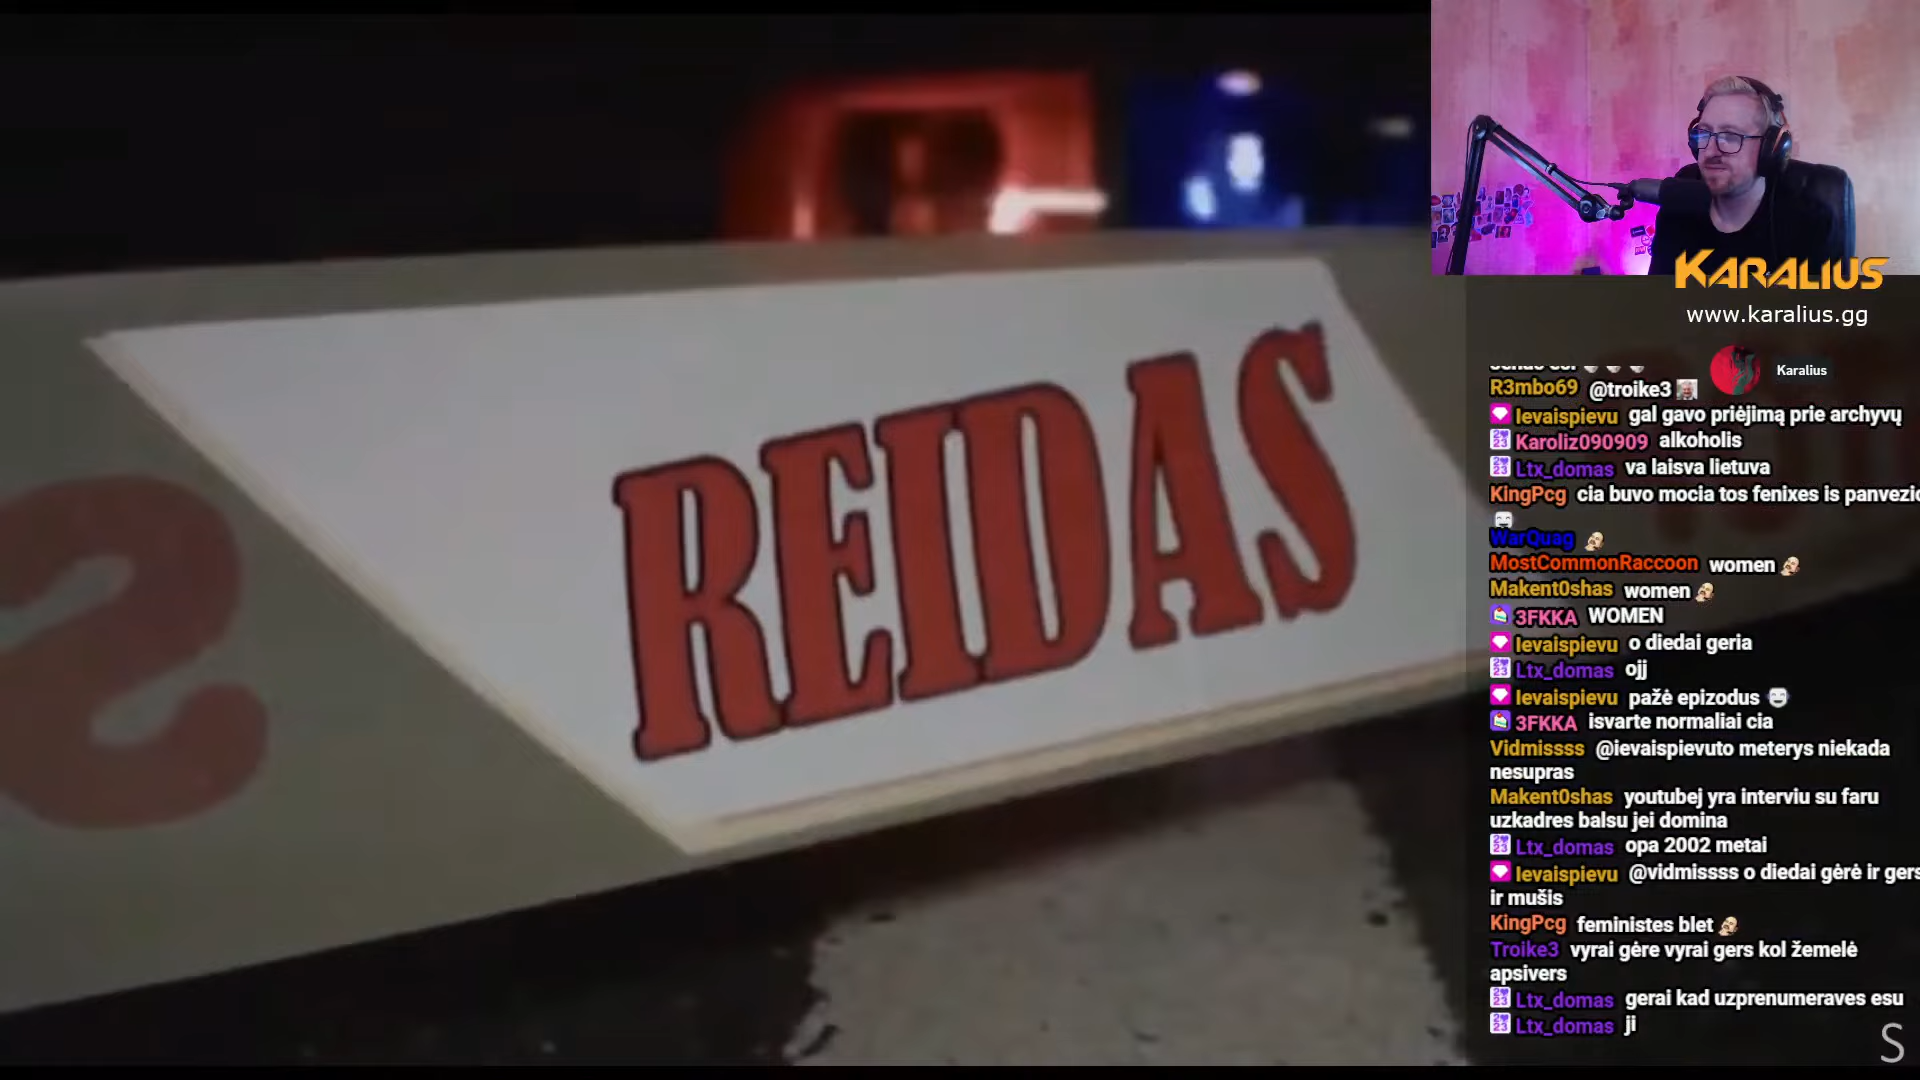 REIDAS
S
KARALIUS
www.karalius.gg
Karalius
R3mbo69 @troike3
Ievaispievu gal gavo priėjimą prie archyvų
Karoliz090909 alkoholis
Ltx_domas va laisva lietuva
KingPcg cia buvo mocia tos fenixes is panvezio
WarQuag
MostCommonRaccoon women
Makent0shas women
3FKKA WOMEN
Ievaispievu o diedai geria
Ltx_domas ojj
Ievaispievu pažė epizodus
3FKKA isvarte normaliai cia
Vidmissss @ievaispievuto meterys niekada
nesupras
Makent0shas youtubej yra interviu su faru
uzkadres balsu jei domina
Ltx_domas opa 2002 metai
Ievaispievu @vidmissss o diedai gėrė ir gers
ir mušis
KingPcg feministes blet
Troike3 vyrai gėre vyrai gers kol žemelė
apsivers
Ltx_domas gerai kad uzprenumeraves esu
Ltx_domas ji
S